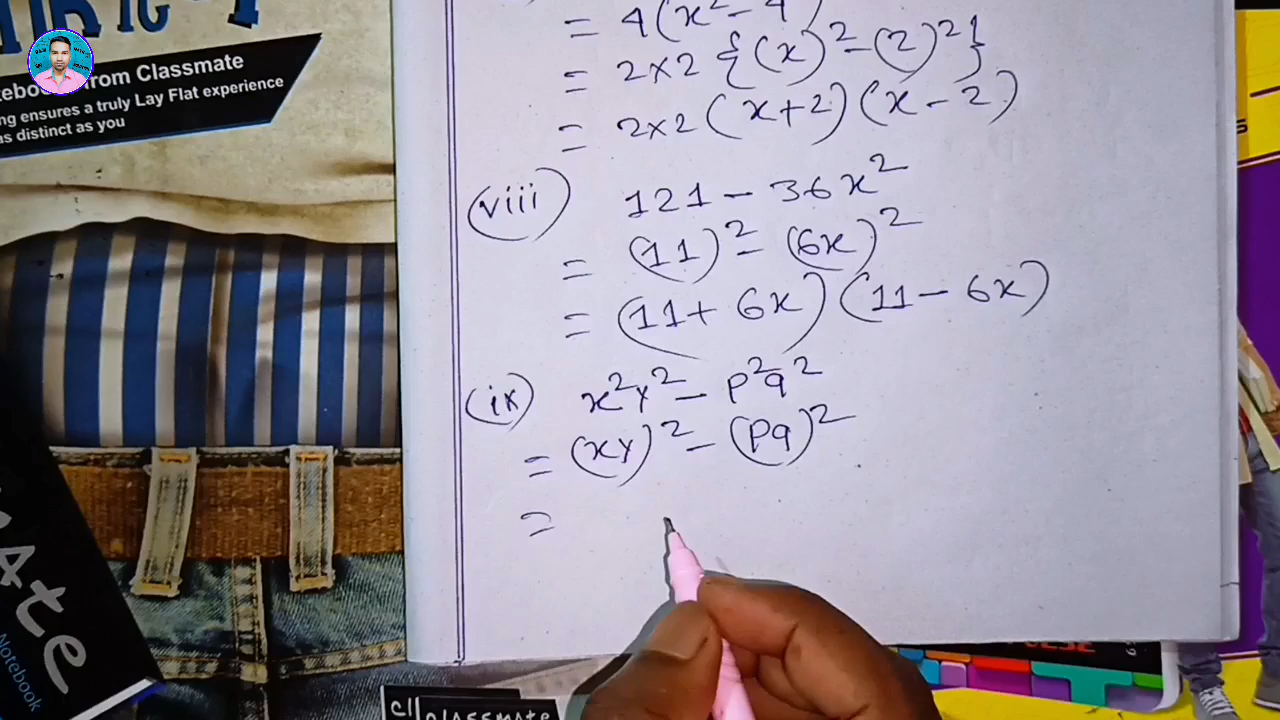 = 4(x² - 4)
= 2×2 {(x)² - (2)²}
= 2×2 (x+2) (x - 2)
(viii) 121 - 36x²
= (11)² - (6x)²
= (11 + 6x) (11 - 6x)
(ix) x²y² - p²q²
= (xy)² - (pq)²
=
from Classmate
ng ensures a truly Lay Flat experience
as distinct as you
Notebook
classmate